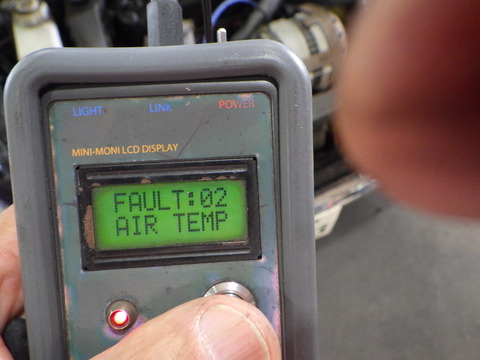 LIGHT LINK POWER
MINI-MONI LCD DISPLAY
FAULT:02
AIR TEMP